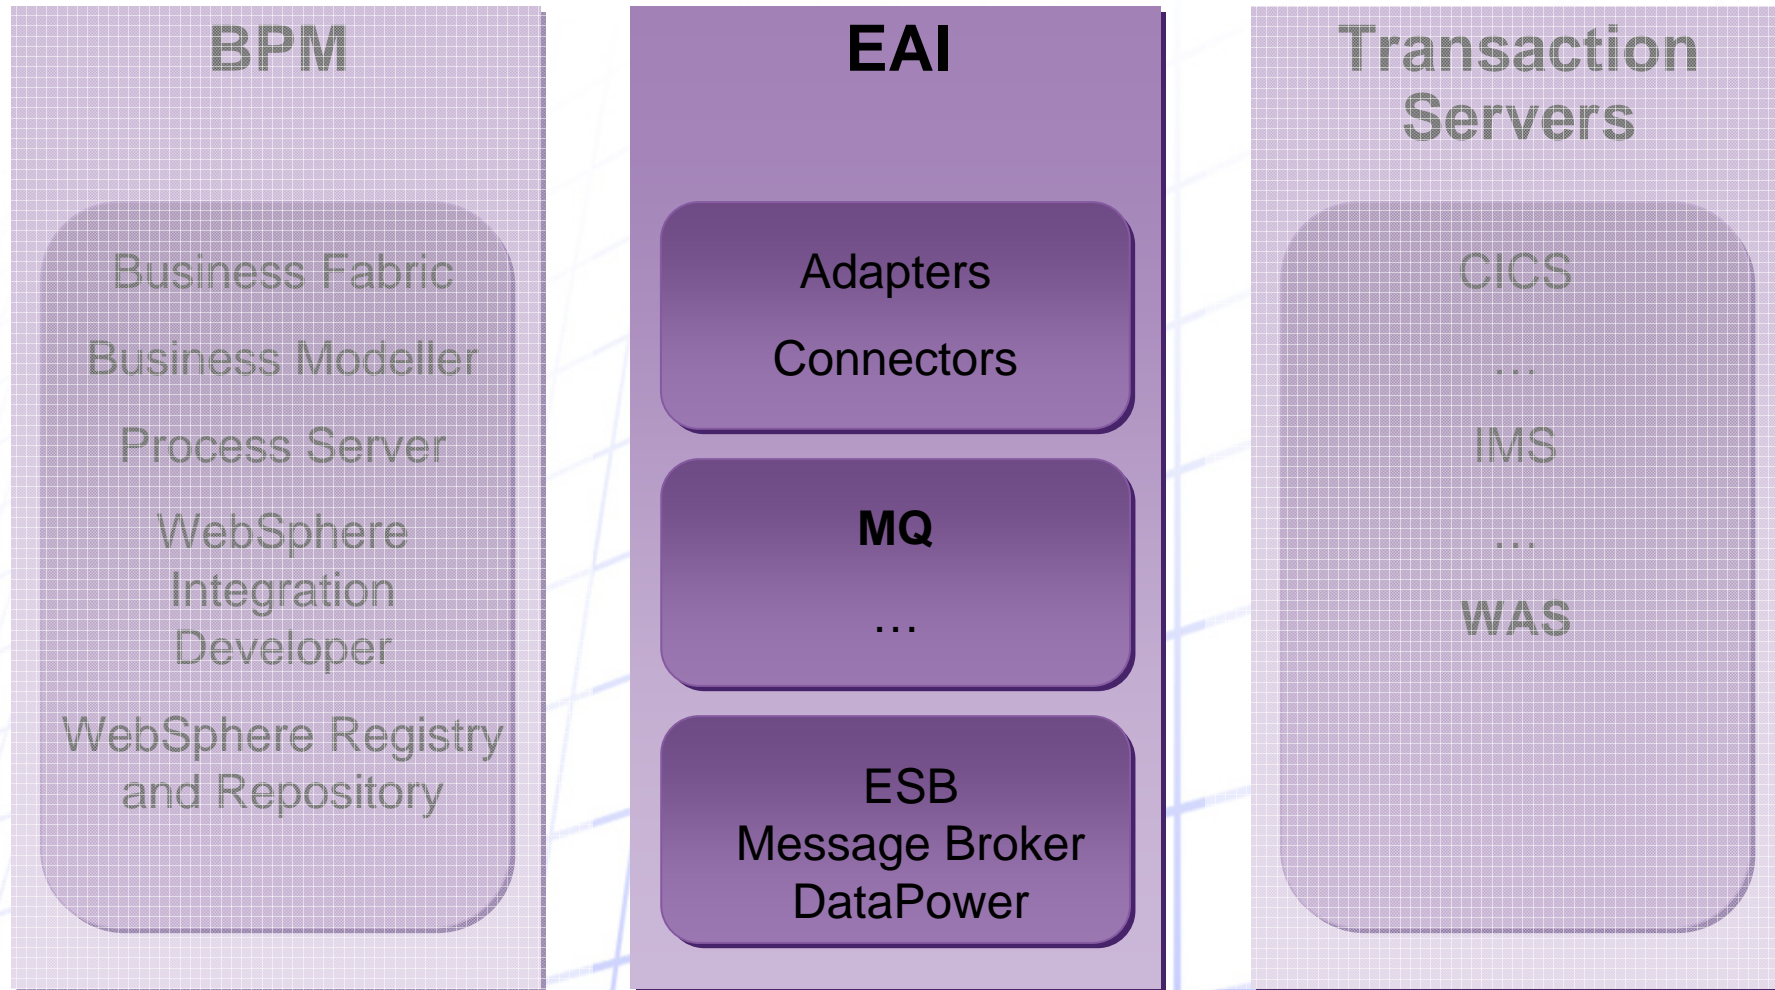 BPM
Business Fabric
Business Modeller
Process Server
WebSphere
Integration
Developer
WebSphere Registry
and Repository
EAI
Adapters
Connectors
MQ
…
ESB
Message Broker
DataPower
Transaction
Servers
CICS
…
IMS
…
WAS